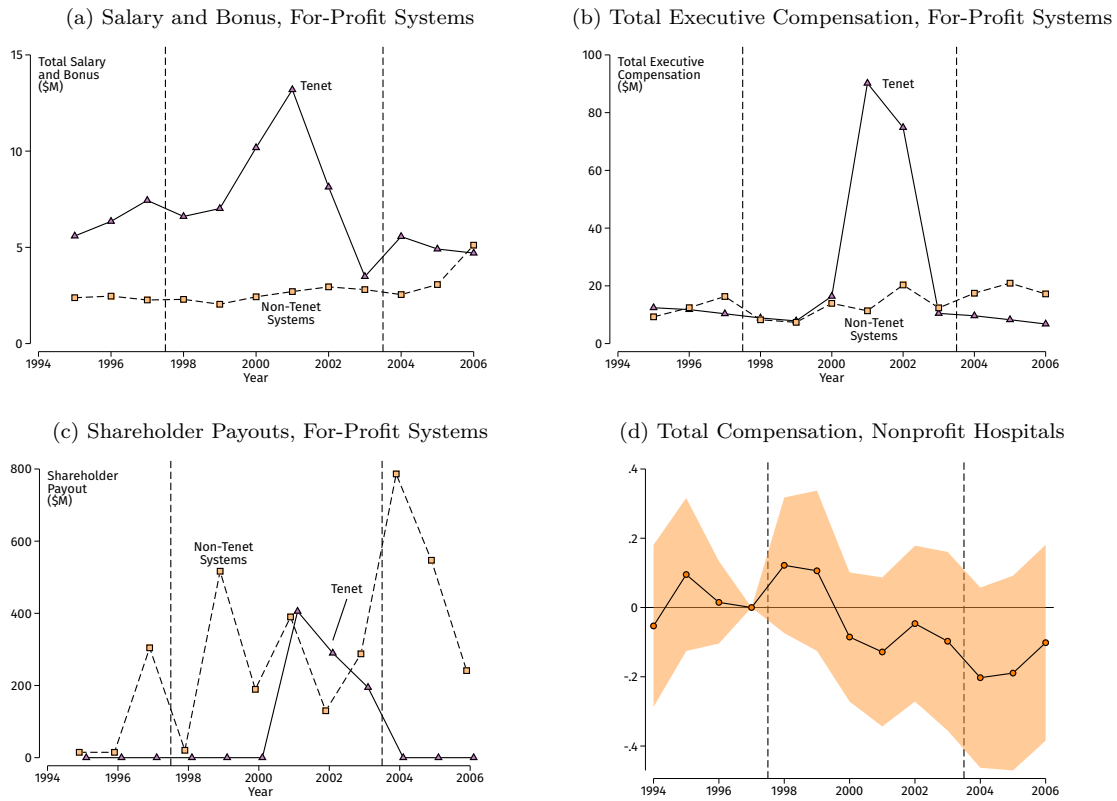 (a) Salary and Bonus, For-Profit Systems
15
10
5
0
Total Salary
and Bonus
($M)
Tenet
Non-Tenet
Systems
1994 1996 1998 2000 2002 2004 2006
Year
(b) Total Executive Compensation, For-Profit Systems
100
80
60
40
20
0
Total Executive
Compensation
($M)
Tenet
Non-Tenet
Systems
1994 1996 1998 2000 2002 2004 2006
Year
(c) Shareholder Payouts, For-Profit Systems
800
600
400
200
0
Shareholder
Payout
($M)
Non-Tenet
Systems
Tenet
1994 1996 1998 2000 2002 2004 2006
Year
(d) Total Compensation, Nonprofit Hospitals
.4
.2
0
-.2
-.4
1994 1996 1998 2000 2002 2004 2006